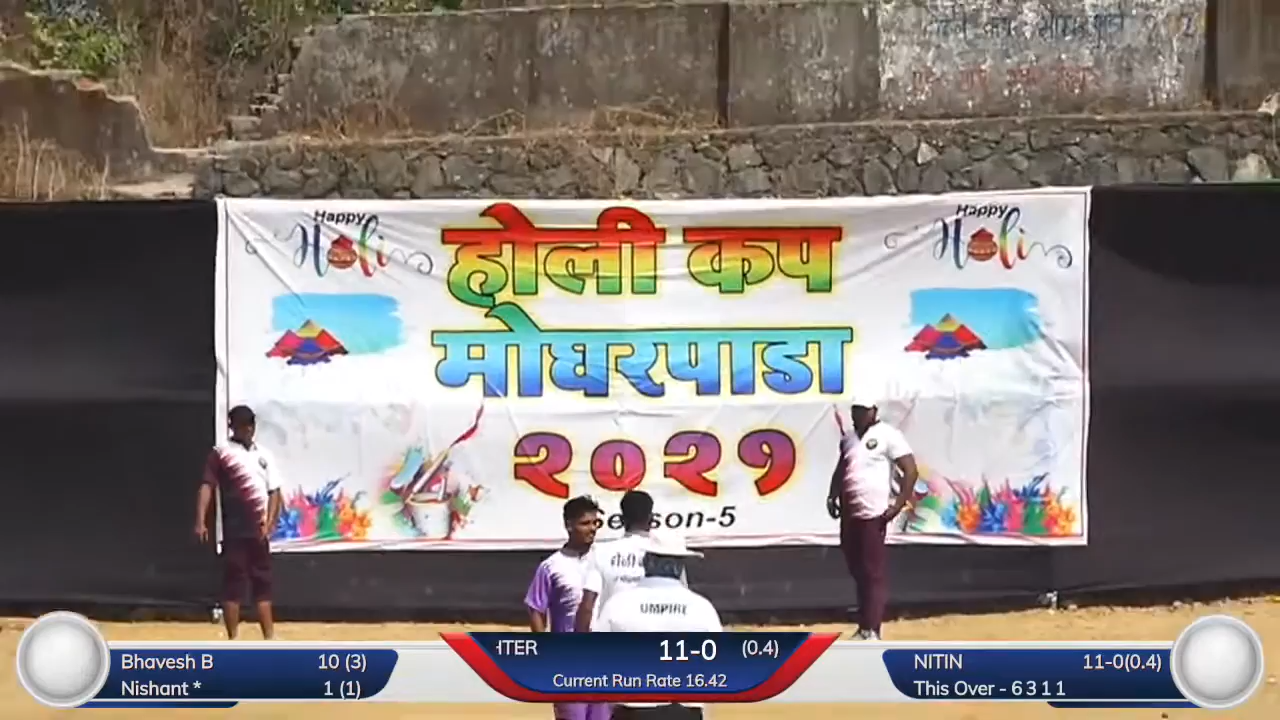 Happy
Holi
Happy
Holi
होली कप
मोघरपाडा
२०२१
Season-5
UMPIRE
Bhavesh B 10 (3)
Nishant * 1 (1)
11-0 (0.4)
Current Run Rate 16.42
NITIN 11-0(0.4)
This Over - 6 3 1 1